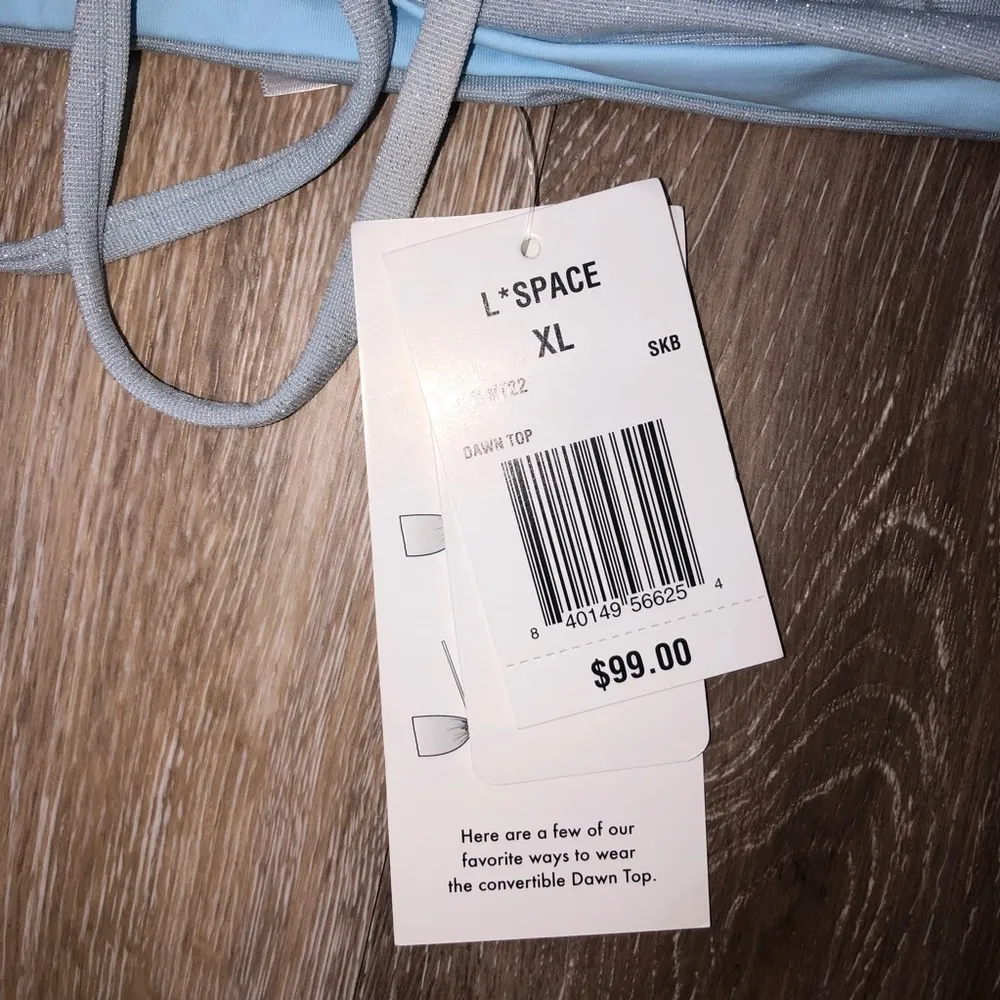 L*SPACE
XL
SKB
DAWN TOP
8 40149 56625 4
$99.00
Here are a few of our
favorite ways to wear
the convertible Dawn Top.